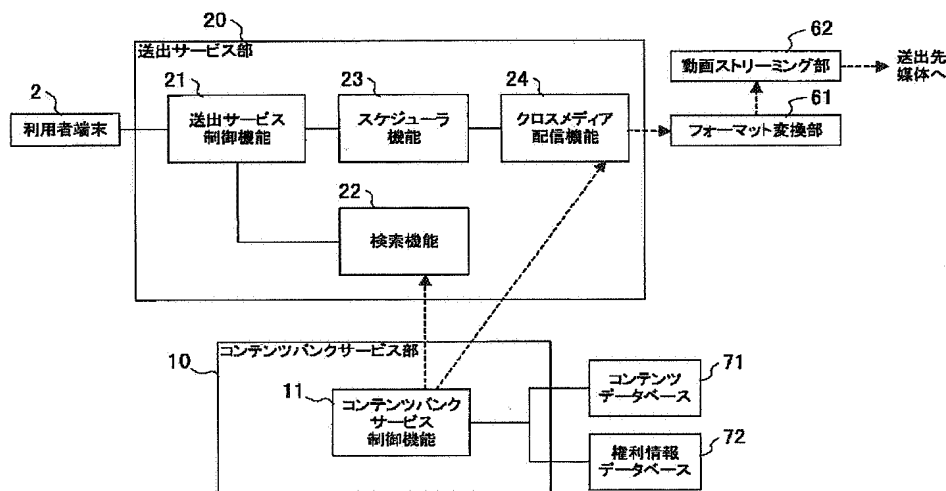 20
送出サービス部
2
利用者端末
21
送出サービス
制御機能
23
スケジューラ
機能
24
クロスメディア
配信機能
62
動画ストリーミング部
送出先
媒体へ
61
フォーマット変換部
22
検索機能
10
コンテンツバンクサービス部
11
コンテンツバンク
サービス
制御機能
71
コンテンツ
データベース
72
権利情報
データベース